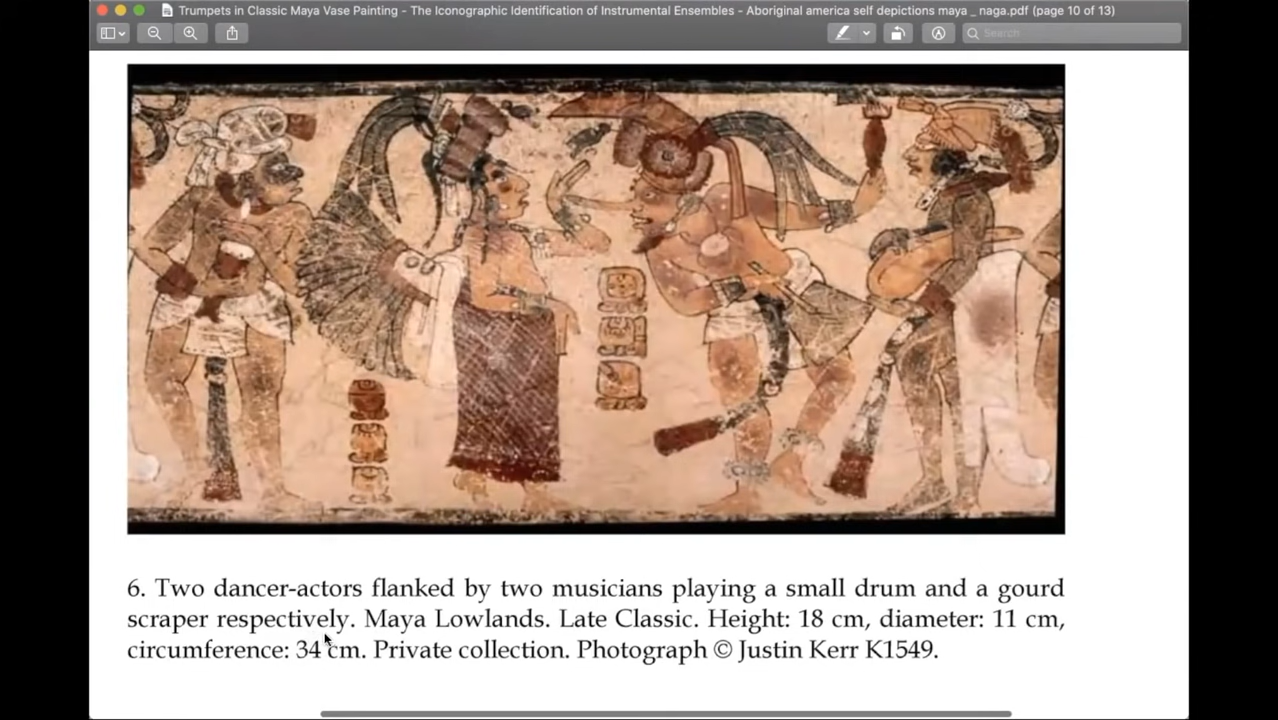 Trumpets in Classic Maya Vase Painting - The Iconographic Identification of Instrumental Ensembles - Aboriginal america self depictions maya _ naga.pdf (page 10 of 13)
Search
6. Two dancer-actors flanked by two musicians playing a small drum and a gourd
scraper respectively. Maya Lowlands. Late Classic. Height: 18 cm, diameter: 11 cm,
circumference: 34 cm. Private collection. Photograph © Justin Kerr K1549.